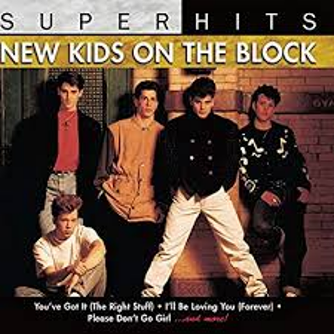 SUPER HITS
NEW KIDS ON THE BLOCK
You've Got It (The Right Stuff) • I'll Be Loving You (Forever) •
Please Don't Go Girl ...and more!